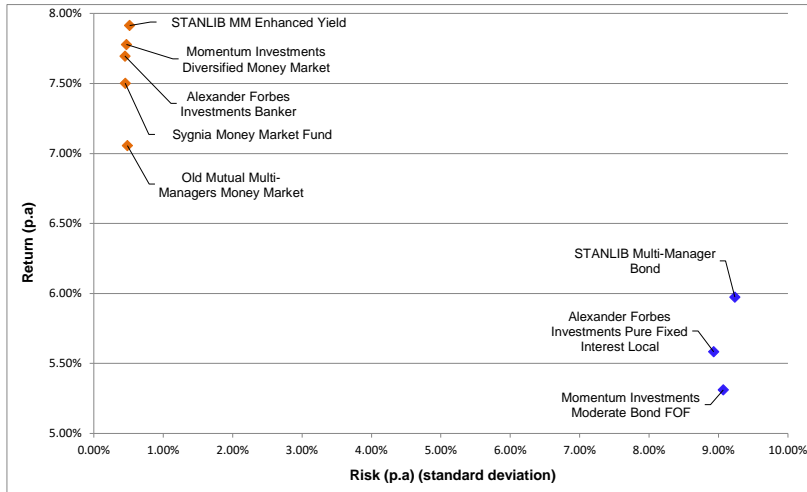 8.00%
STANLIB MM Enhanced Yield
Momentum Investments
Diversified Money Market
7.50%
Alexander Forbes
Investments Banker
Sygnia Money Market Fund
7.00%
Old Mutual Multi-
Managers Money Market
6.50%
Return (p.a)
STANLIB Multi-Manager
Bond
6.00%
Alexander Forbes
Investments Pure Fixed
Interest Local
5.50%
Momentum Investments
Moderate Bond FOF
5.00%
0.00% 1.00% 2.00% 3.00% 4.00% 5.00% 6.00% 7.00% 8.00% 9.00% 10.00%
Risk (p.a) (standard deviation)